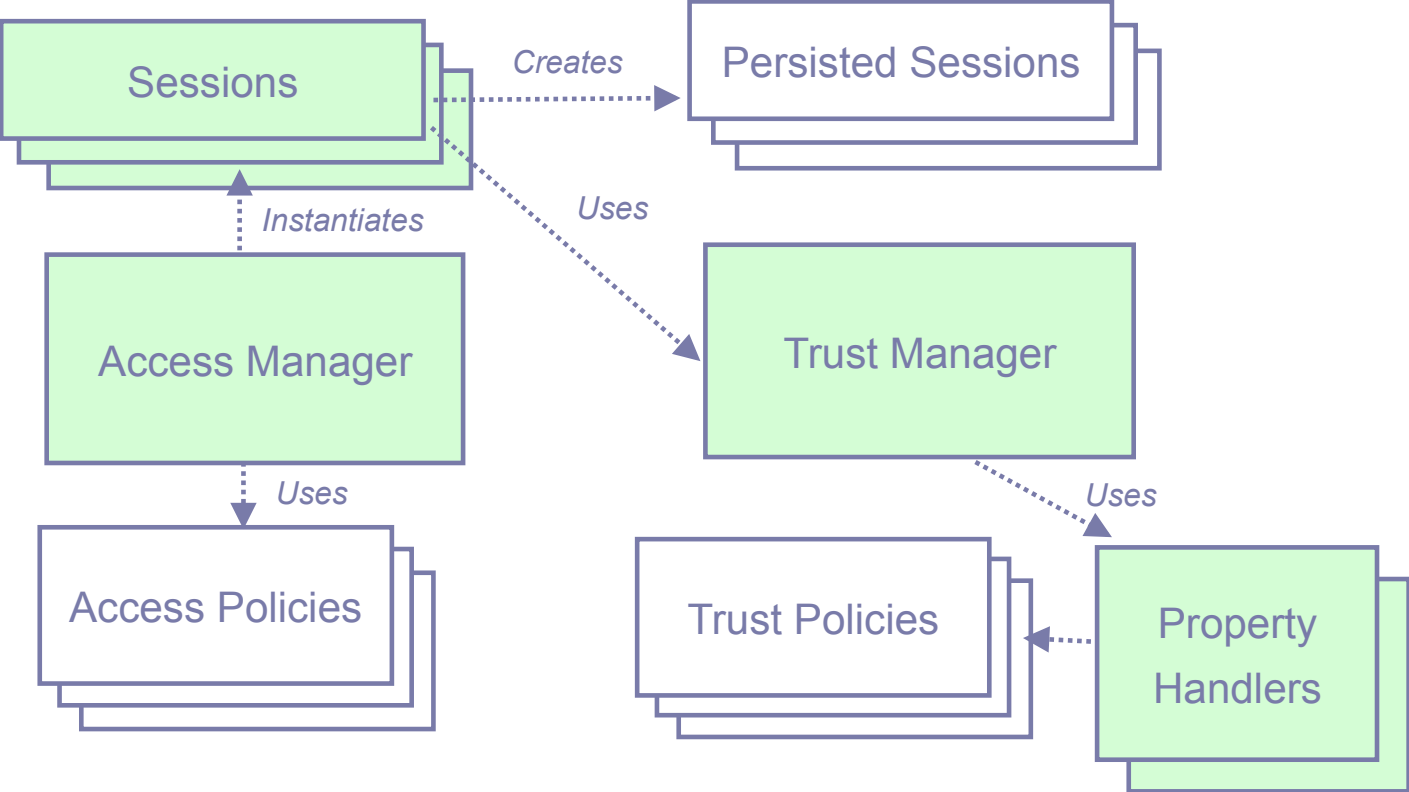 Sessions
Creates
Persisted Sessions
Instantiates
Uses
Access Manager
Trust Manager
Uses
Uses
Access Policies
Trust Policies
Property
Handlers